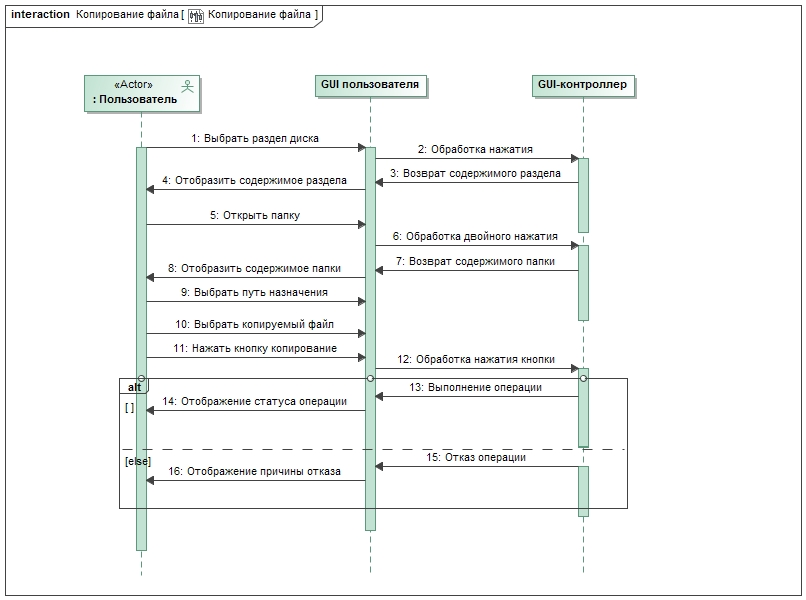 interaction Копирование файла [ Копирование файла ]
«Actor»
: Пользователь
GUI пользователя
GUI-контроллер
1: Выбрать раздел диска
2: Обработка нажатия
3: Возврат содержимого раздела
4: Отобразить содержимое раздела
5: Открыть папку
6: Обработка двойного нажатия
7: Возврат содержимого папки
8: Отобразить содержимое папки
9: Выбрать путь назначения
10: Выбрать копируемый файл
11: Нажать кнопку копирование
12: Обработка нажатия кнопки
alt
13: Выполнение операции
14: Отображение статуса операции
[ ]
[else]
15: Отказ операции
16: Отображение причины отказа